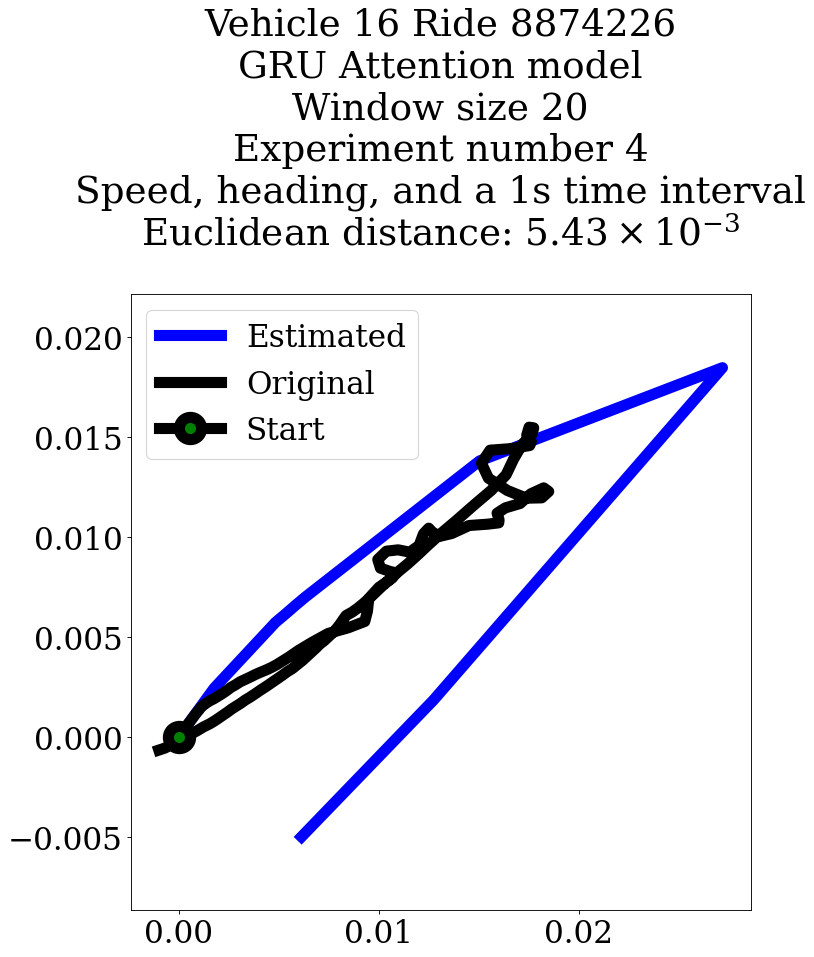 Vehicle 16 Ride 8874226
GRU Attention model
Window size 20
Experiment number 4
Speed, heading, and a 1s time interval
Euclidean distance: 5.43 × 10⁻³
Estimated
Original
Start
0.020
0.015
0.010
0.005
0.000
−0.005
0.00 0.01 0.02